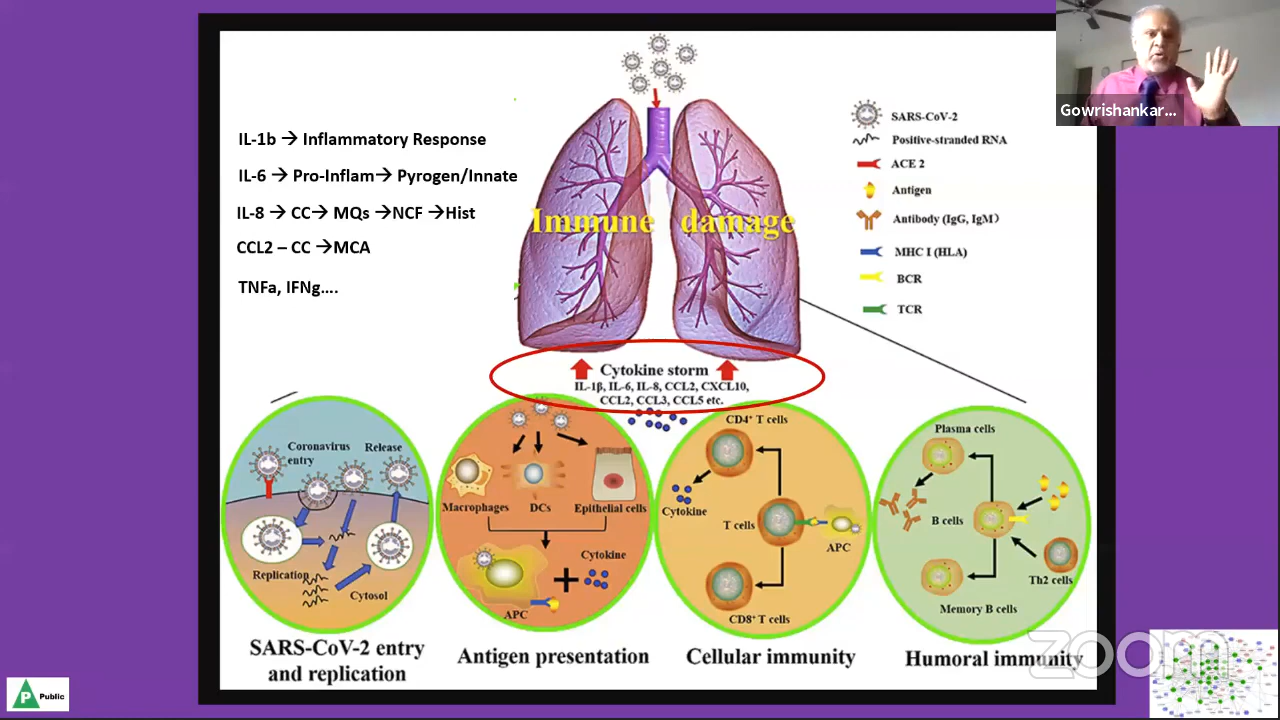 Gowrishankar...
IL-1b → Inflammatory Response
IL-6 → Pro-Inflam→ Pyrogen/Innate
IL-8 → CC→ MQs →NCF →Hist
CCL2 – CC →MCA
TNFa, IFNg....
Immune damage
SARS-CoV-2
Positive-stranded RNA
ACE 2
Antigen
Antibody (IgG, IgM)
MHC I (HLA)
BCR
TCR
Cytokine storm
IL-1β, IL-6, IL-8, CCL2, CXCL10,
CCL2, CCL3, CCL5 etc.
Coronavirus
entry
Release
Replication
Cytosol
SARS-CoV-2 entry
and replication
Macrophages
DCs
Epithelial cells
Cytokine
APC
Antigen presentation
CD4⁺ T cells
Cytokine
T cells
APC
CD8⁺ T cells
Cellular immunity
Plasma cells
B cells
Th2 cells
Memory B cells
Humoral immunity
zoom
P Public